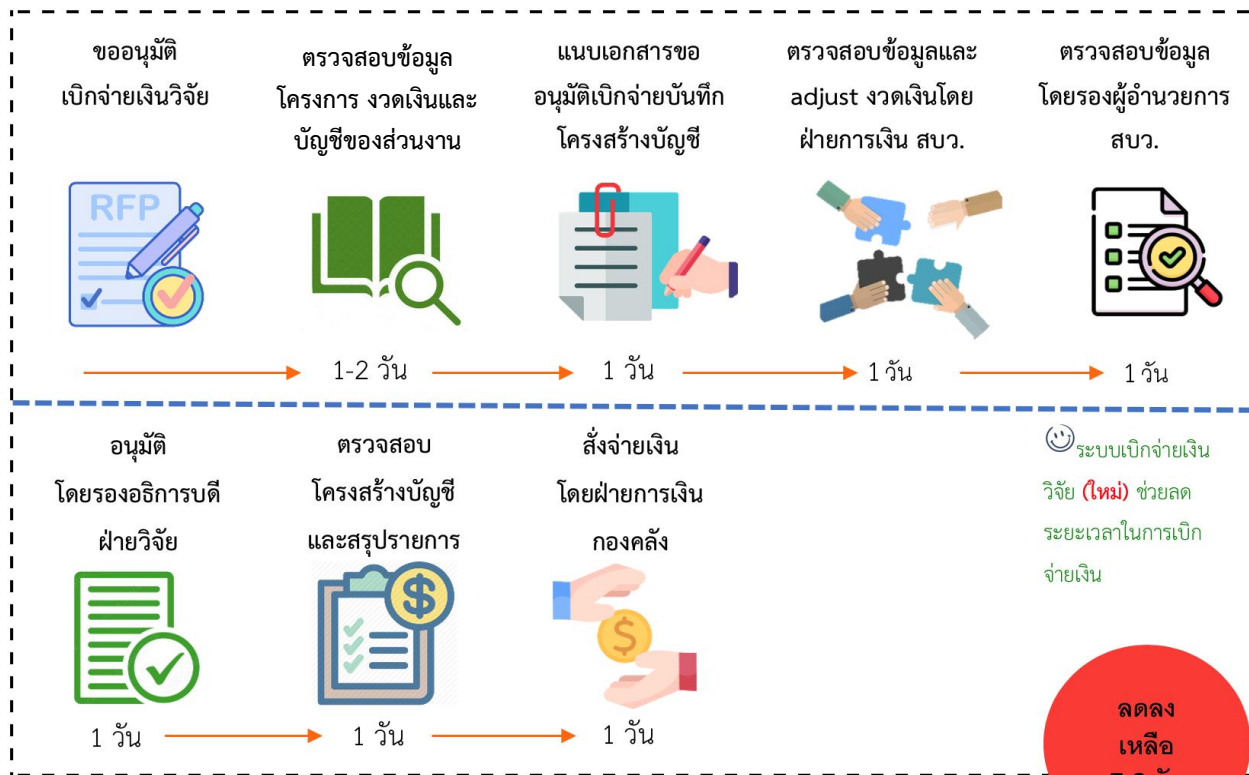 ขออนุมัติ
เบิกจ่ายเงินวิจัย
ตรวจสอบข้อมูล
โครงการ งวดเงินและ
บัญชีของส่วนงาน
แนบเอกสารขอ
อนุมัติเบิกจ่ายบันทึก
โครงสร้างบัญชี
ตรวจสอบข้อมูลและ
adjust งวดเงินโดย
ฝ่ายการเงิน สบว.
ตรวจสอบข้อมูล
โดยรองผู้อำนวยการ
สบว.
RFP
1-2 วัน
1 วัน
1 วัน
1 วัน
อนุมัติ
โดยรองอธิการบดี
ฝ่ายวิจัย
ตรวจสอบ
โครงสร้างบัญชี
และสรุปรายการ
สั่งจ่ายเงิน
โดยฝ่ายการเงิน
กองคลัง
ระบบเบิกจ่ายเงิน
วิจัย (ใหม่) ช่วยลด
ระยะเวลาในการเบิก
จ่ายเงิน
$
$
1 วัน
1 วัน
1 วัน
ลดลง
เหลือ